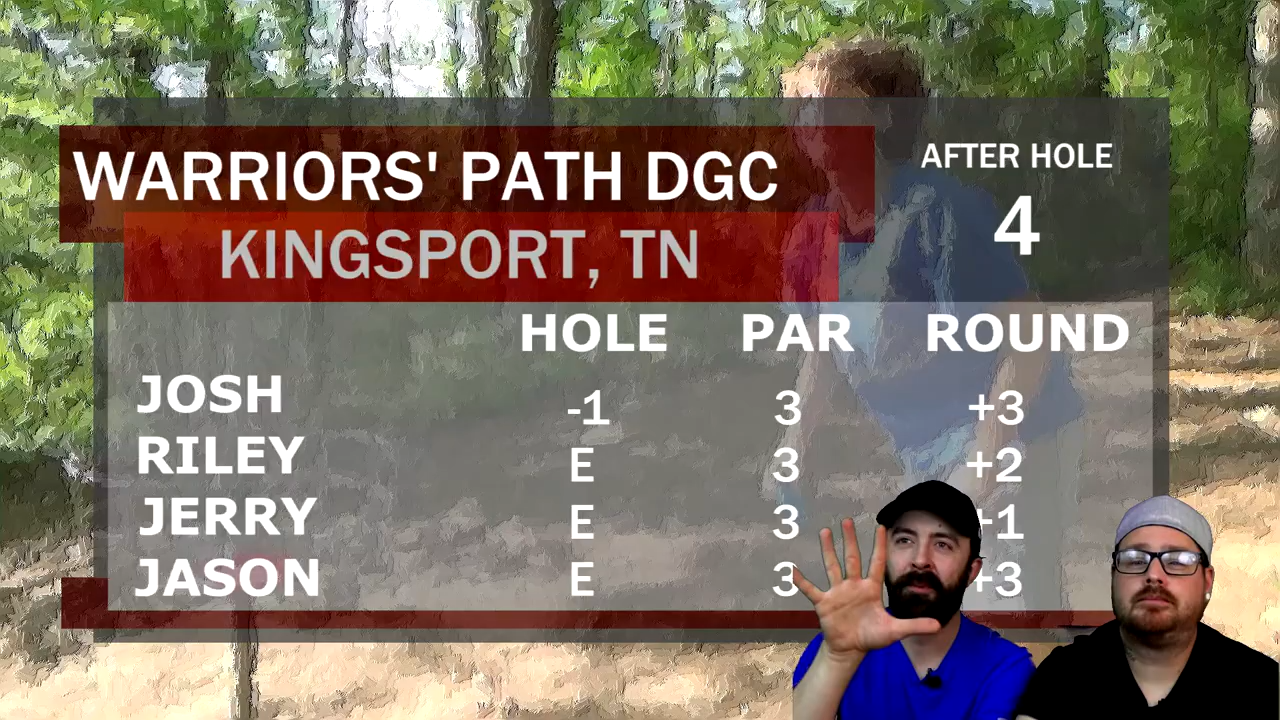 WARRIORS' PATH DGC
AFTER HOLE
4
KINGSPORT, TN
HOLE PAR ROUND
JOSH -1 3 +3
RILEY E 3 +2
JERRY E 3 +1
JASON E 3 +3